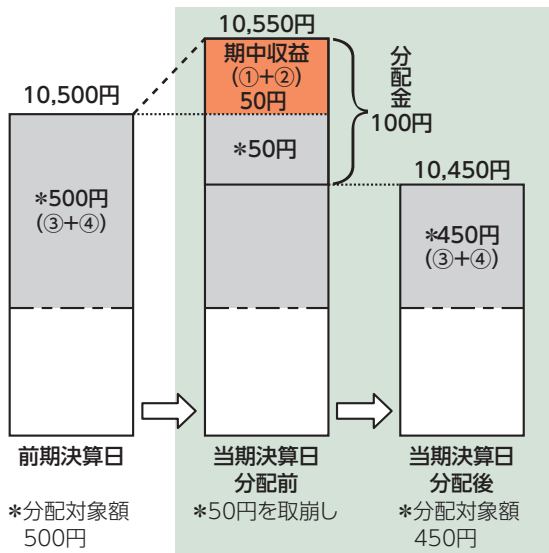 10,550円
期中収益
(①+②)
50円
分配金
100円
10,500円
*50円
10,450円
*500円
(③+④)
*450円
(③+④)
前期決算日
当期決算日
分配前
当期決算日
分配後
*分配対象額
500円
*50円を取崩し
*分配対象額
450円